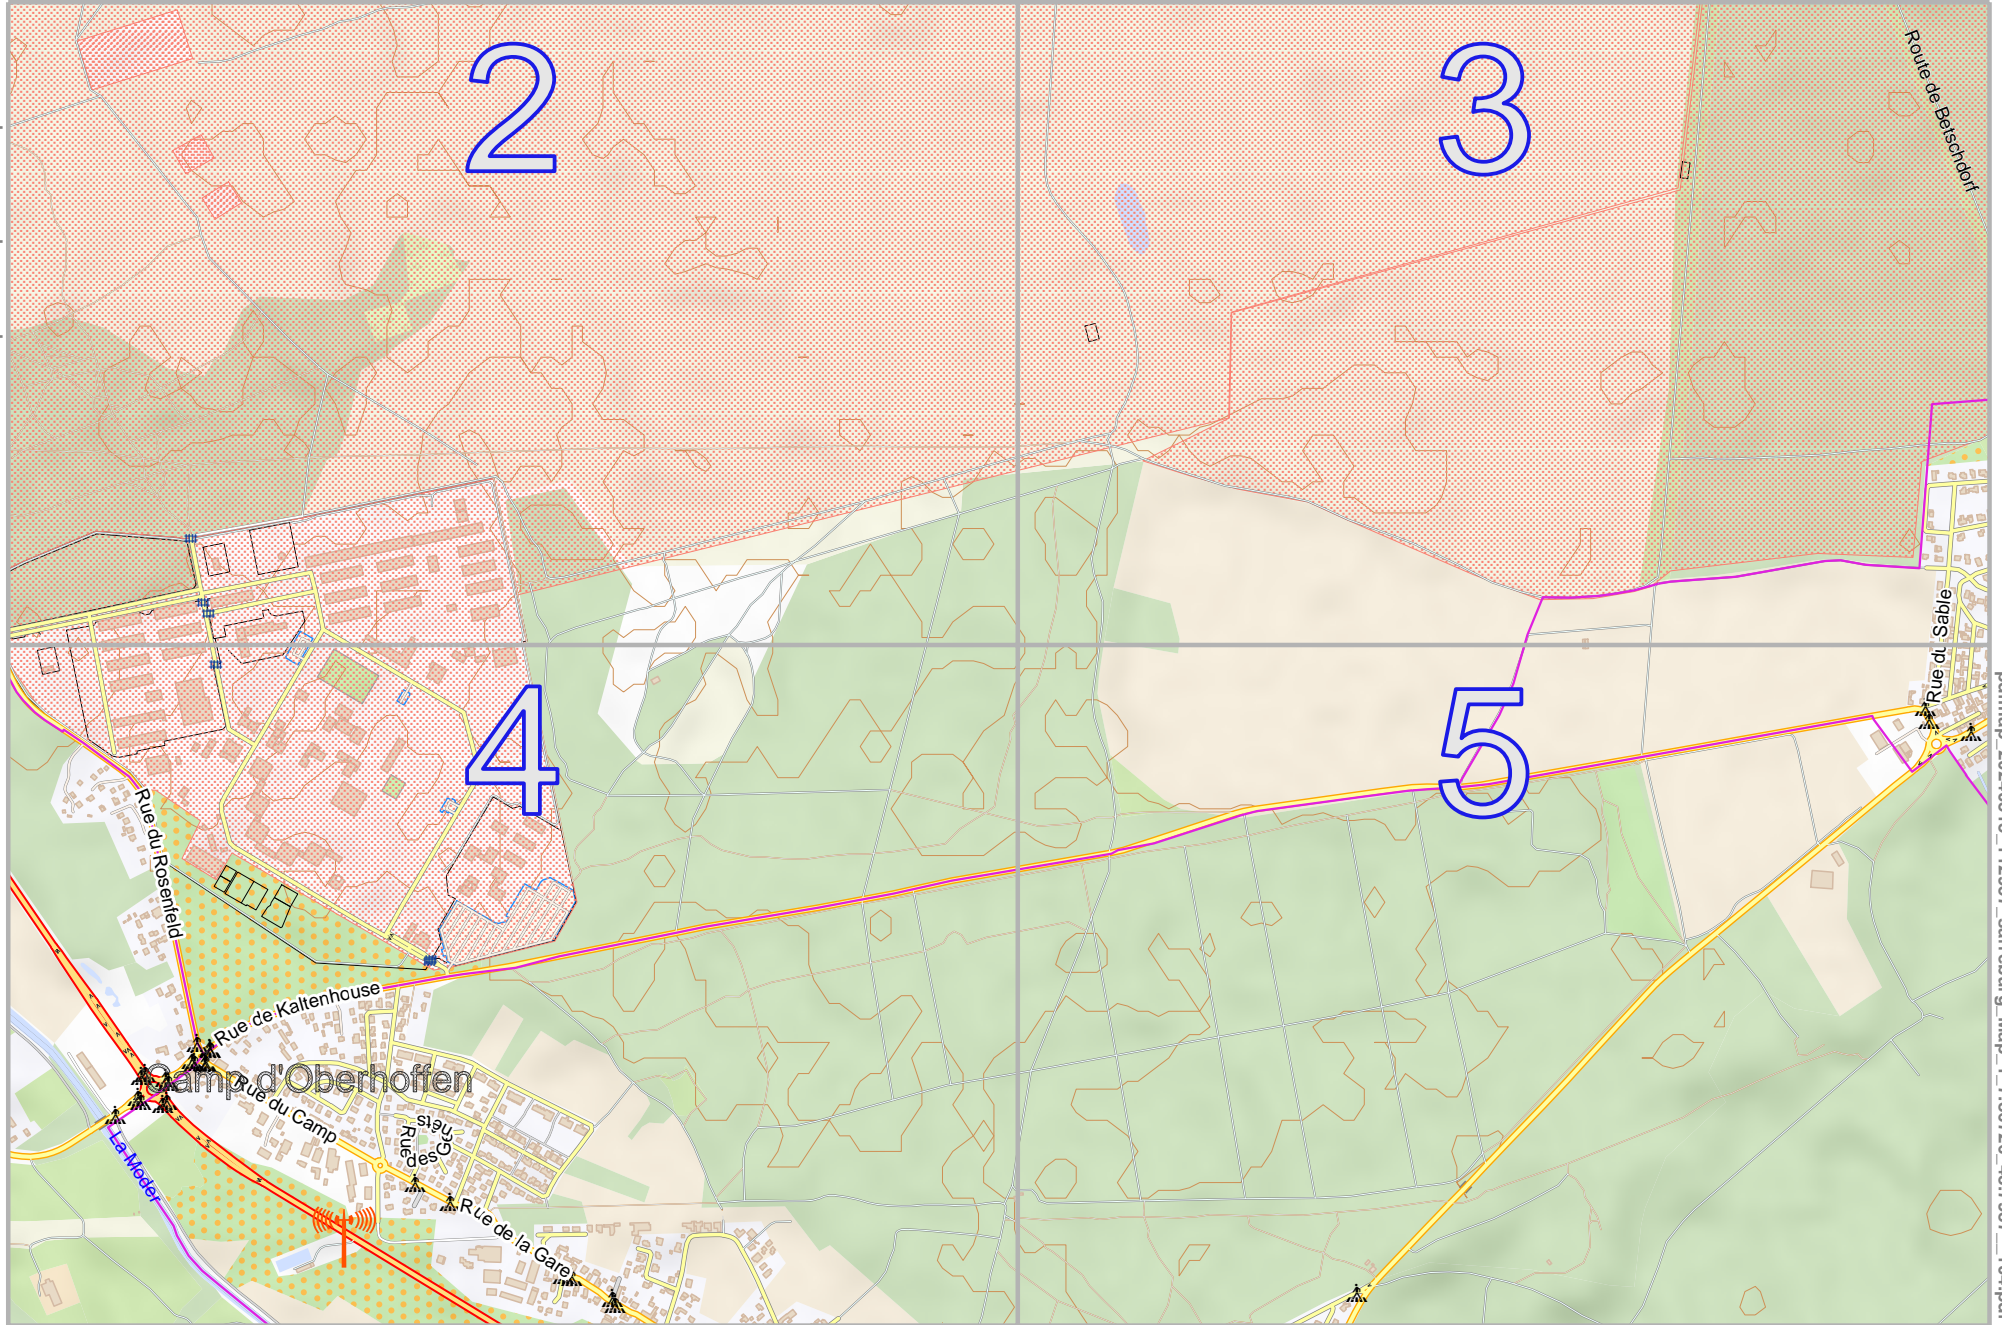 2
3
Route de Betschdorf
4
5
Rue du Sable
Rue du Rosenfeld
Rue de Kaltenhouse
Camp d'Oberhoffen
Rue du Camp
Rue des Genêts
La Moder
Rue de la Gare